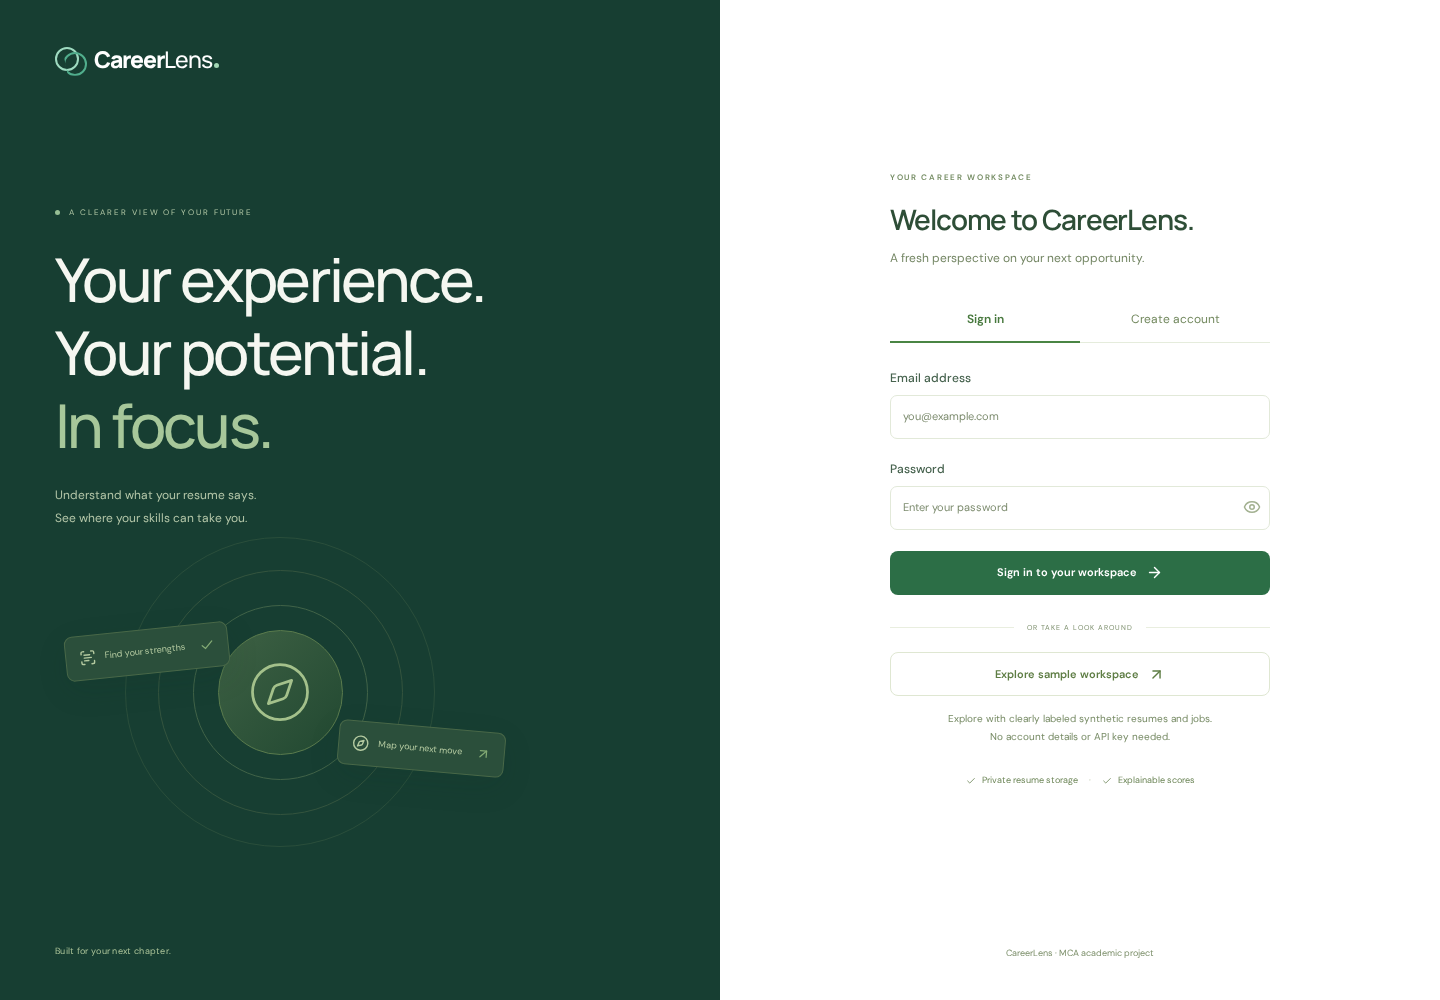 CareerLens.
A CLEARER VIEW OF YOUR FUTURE
Your experience.
Your potential.
In focus.
Understand what your resume says.
See where your skills can take you.
Find your strengths
Map your next move
Built for your next chapter.
YOUR CAREER WORKSPACE
Welcome to CareerLens.
A fresh perspective on your next opportunity.
Sign in
Create account
Email address
you@example.com
Password
Enter your password
Sign in to your workspace
OR TAKE A LOOK AROUND
Explore sample workspace
Explore with clearly labeled synthetic resumes and jobs.
No account details or API key needed.
Private resume storage · Explainable scores
CareerLens · MCA academic project